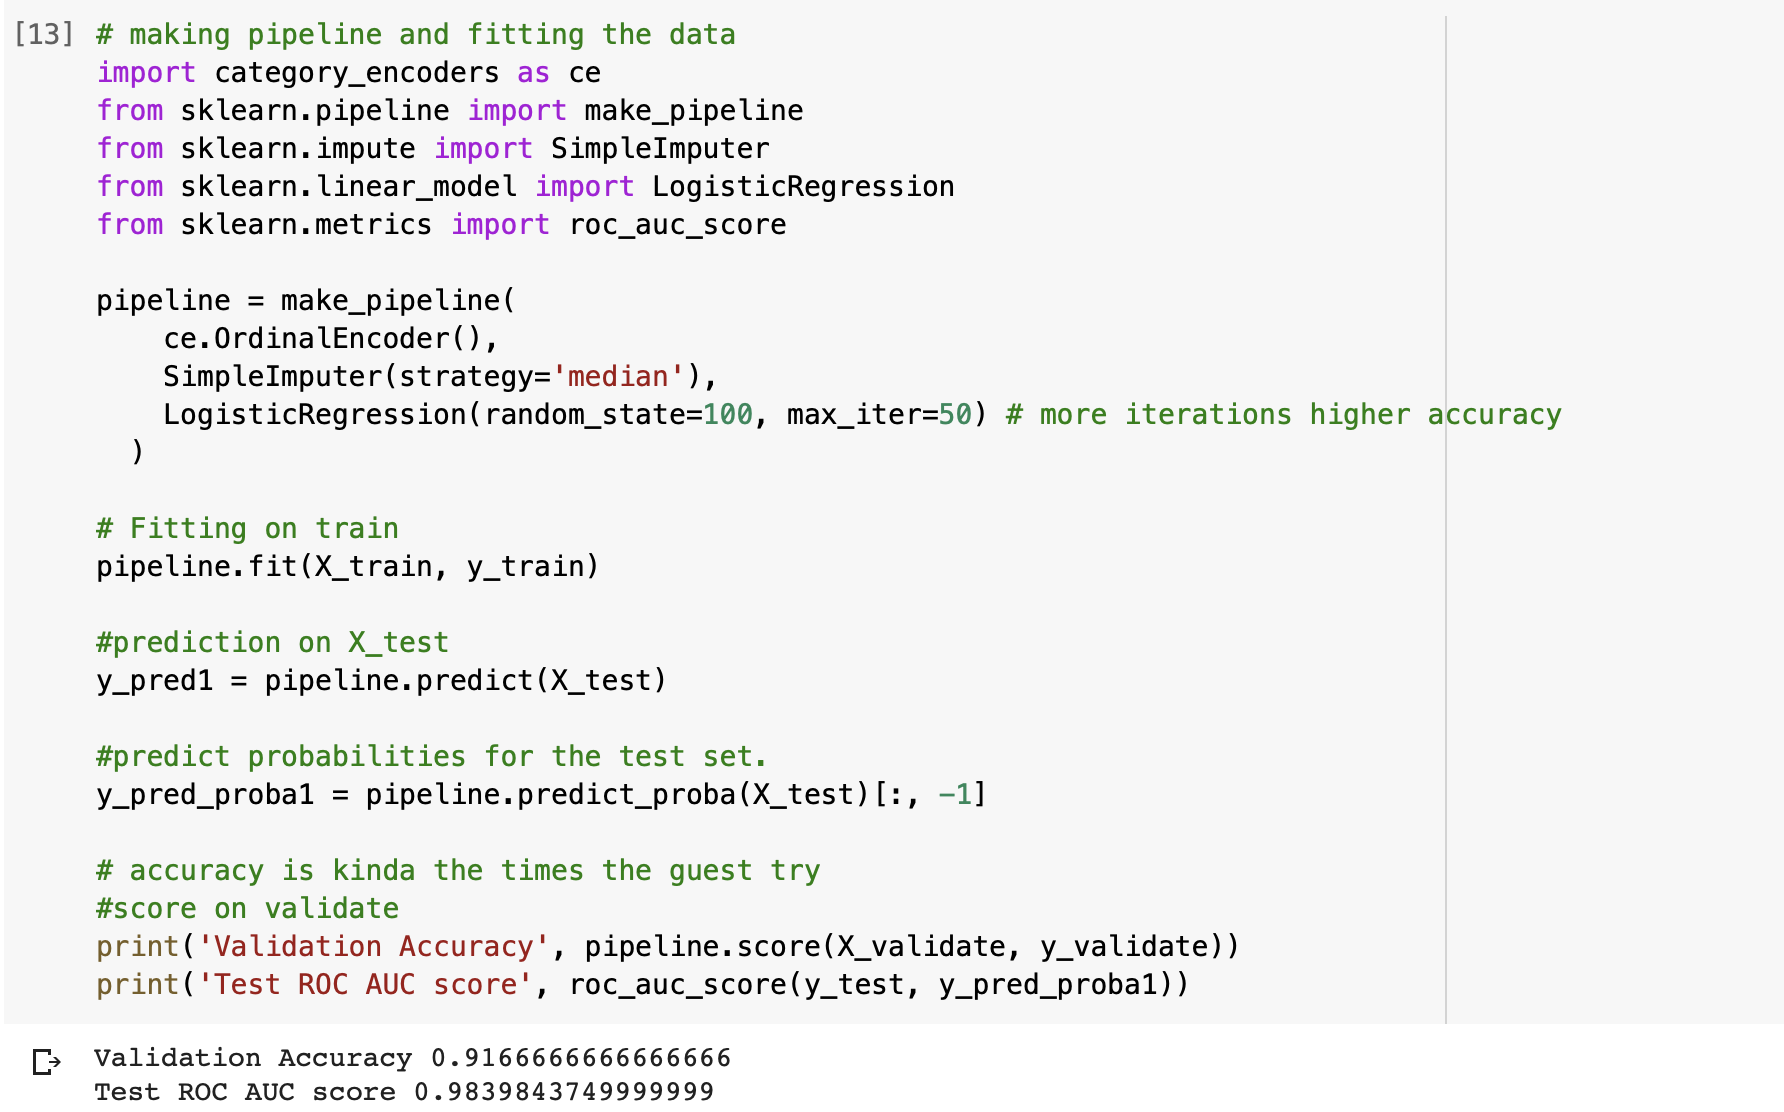 [13] # making pipeline and fitting the data
import category_encoders as ce
from sklearn.pipeline import make_pipeline
from sklearn.impute import SimpleImputer
from sklearn.linear_model import LogisticRegression
from sklearn.metrics import roc_auc_score

pipeline = make_pipeline(
    ce.OrdinalEncoder(),
    SimpleImputer(strategy='median'),
    LogisticRegression(random_state=100, max_iter=50) # more iterations higher accuracy
  )

# Fitting on train
pipeline.fit(X_train, y_train)

#prediction on X_test
y_pred1 = pipeline.predict(X_test)

#predict probabilities for the test set.
y_pred_proba1 = pipeline.predict_proba(X_test)[:, -1]

# accuracy is kinda the times the guest try
#score on validate
print('Validation Accuracy', pipeline.score(X_validate, y_validate))
print('Test ROC AUC score', roc_auc_score(y_test, y_pred_proba1))

Validation Accuracy 0.9166666666666666
Test ROC AUC score 0.9839843749999999